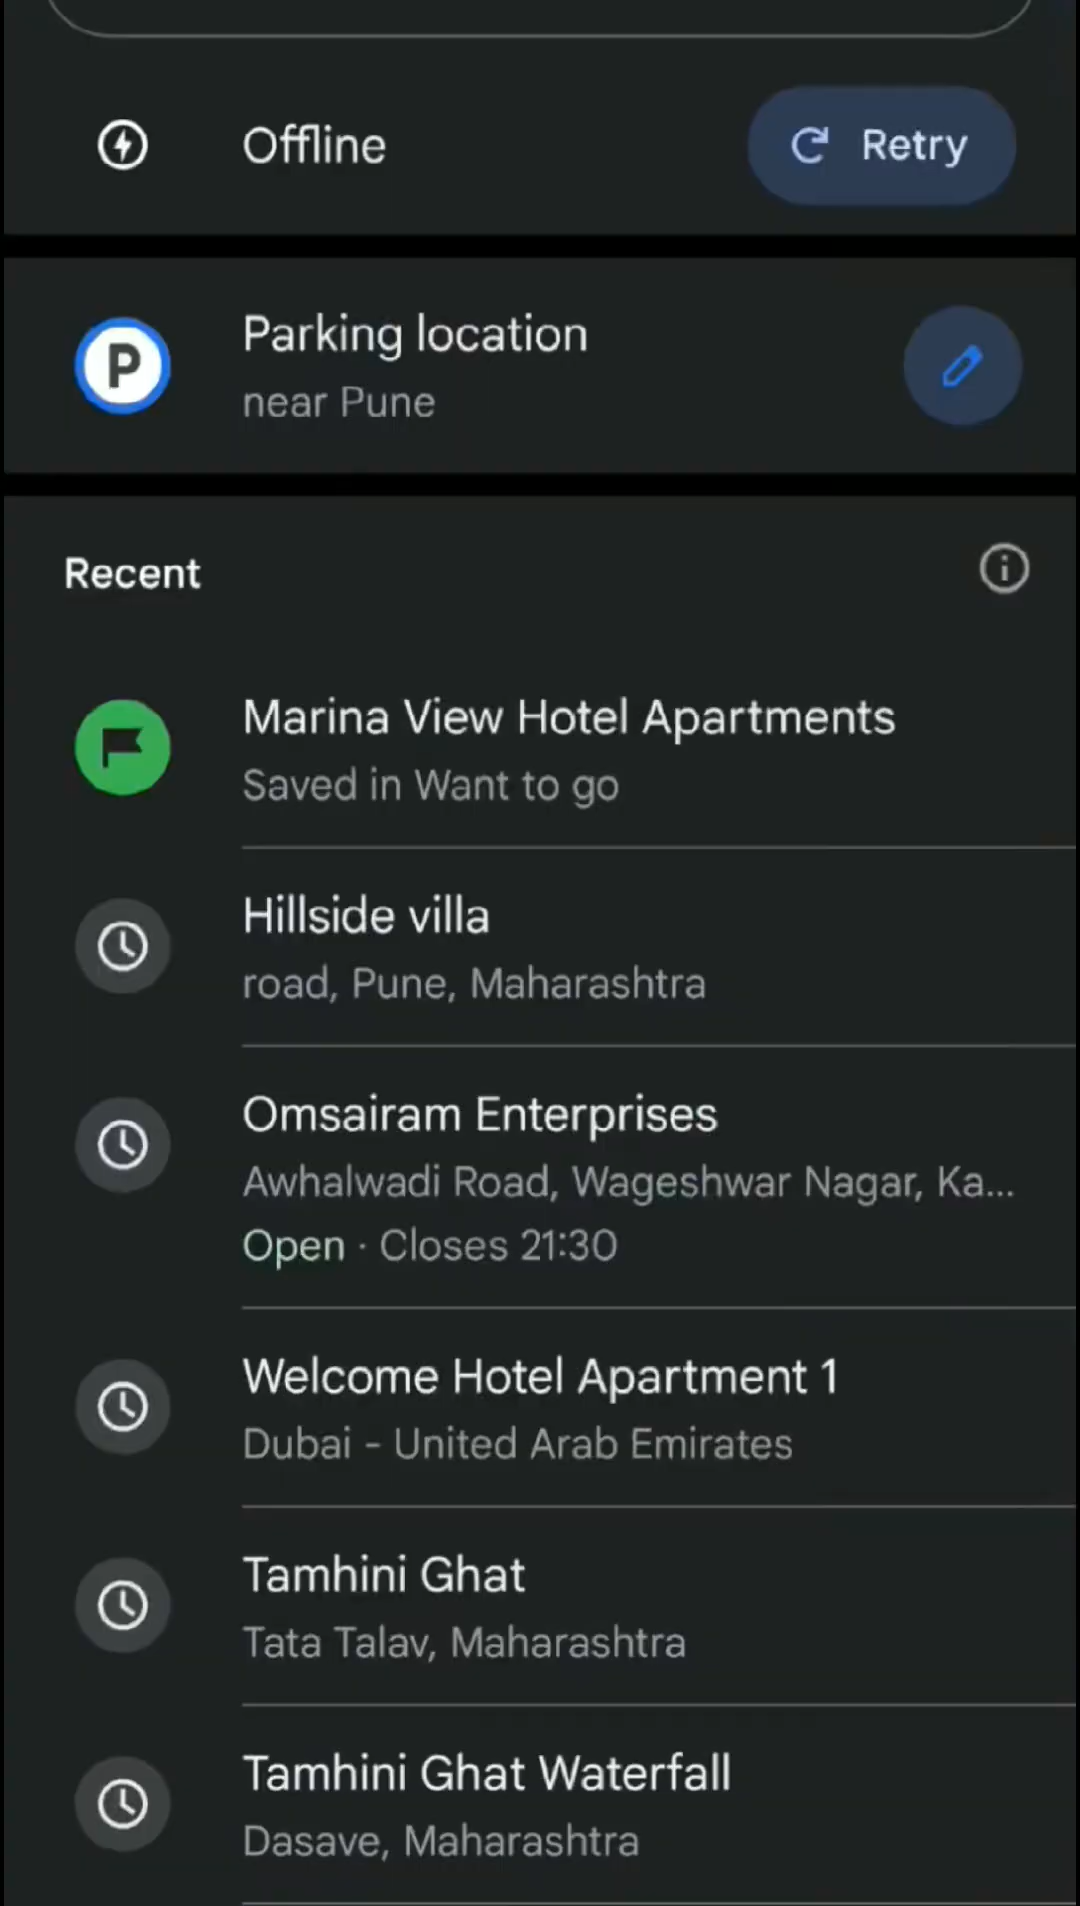 Offline
Retry
P
Parking location
near Pune
Recent
Marina View Hotel Apartments
Saved in Want to go
Hillside villa
road, Pune, Maharashtra
Omsairam Enterprises
Awhalwadi Road, Wageshwar Nagar, Ka...
Open · Closes 21:30
Welcome Hotel Apartment 1
Dubai - United Arab Emirates
Tamhini Ghat
Tata Talav, Maharashtra
Tamhini Ghat Waterfall
Dasave, Maharashtra